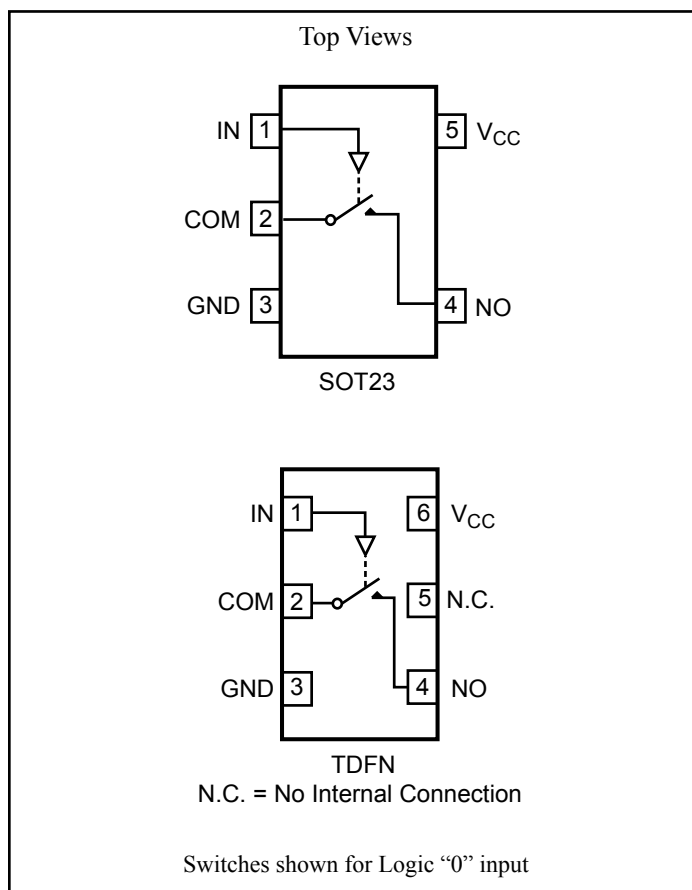 Top Views
IN 1 5 VCC
COM 2
GND 3 4 NO
SOT23
IN 1 6 VCC
COM 2 5 N.C.
GND 3 4 NO
TDFN
N.C. = No Internal Connection
Switches shown for Logic “0” input